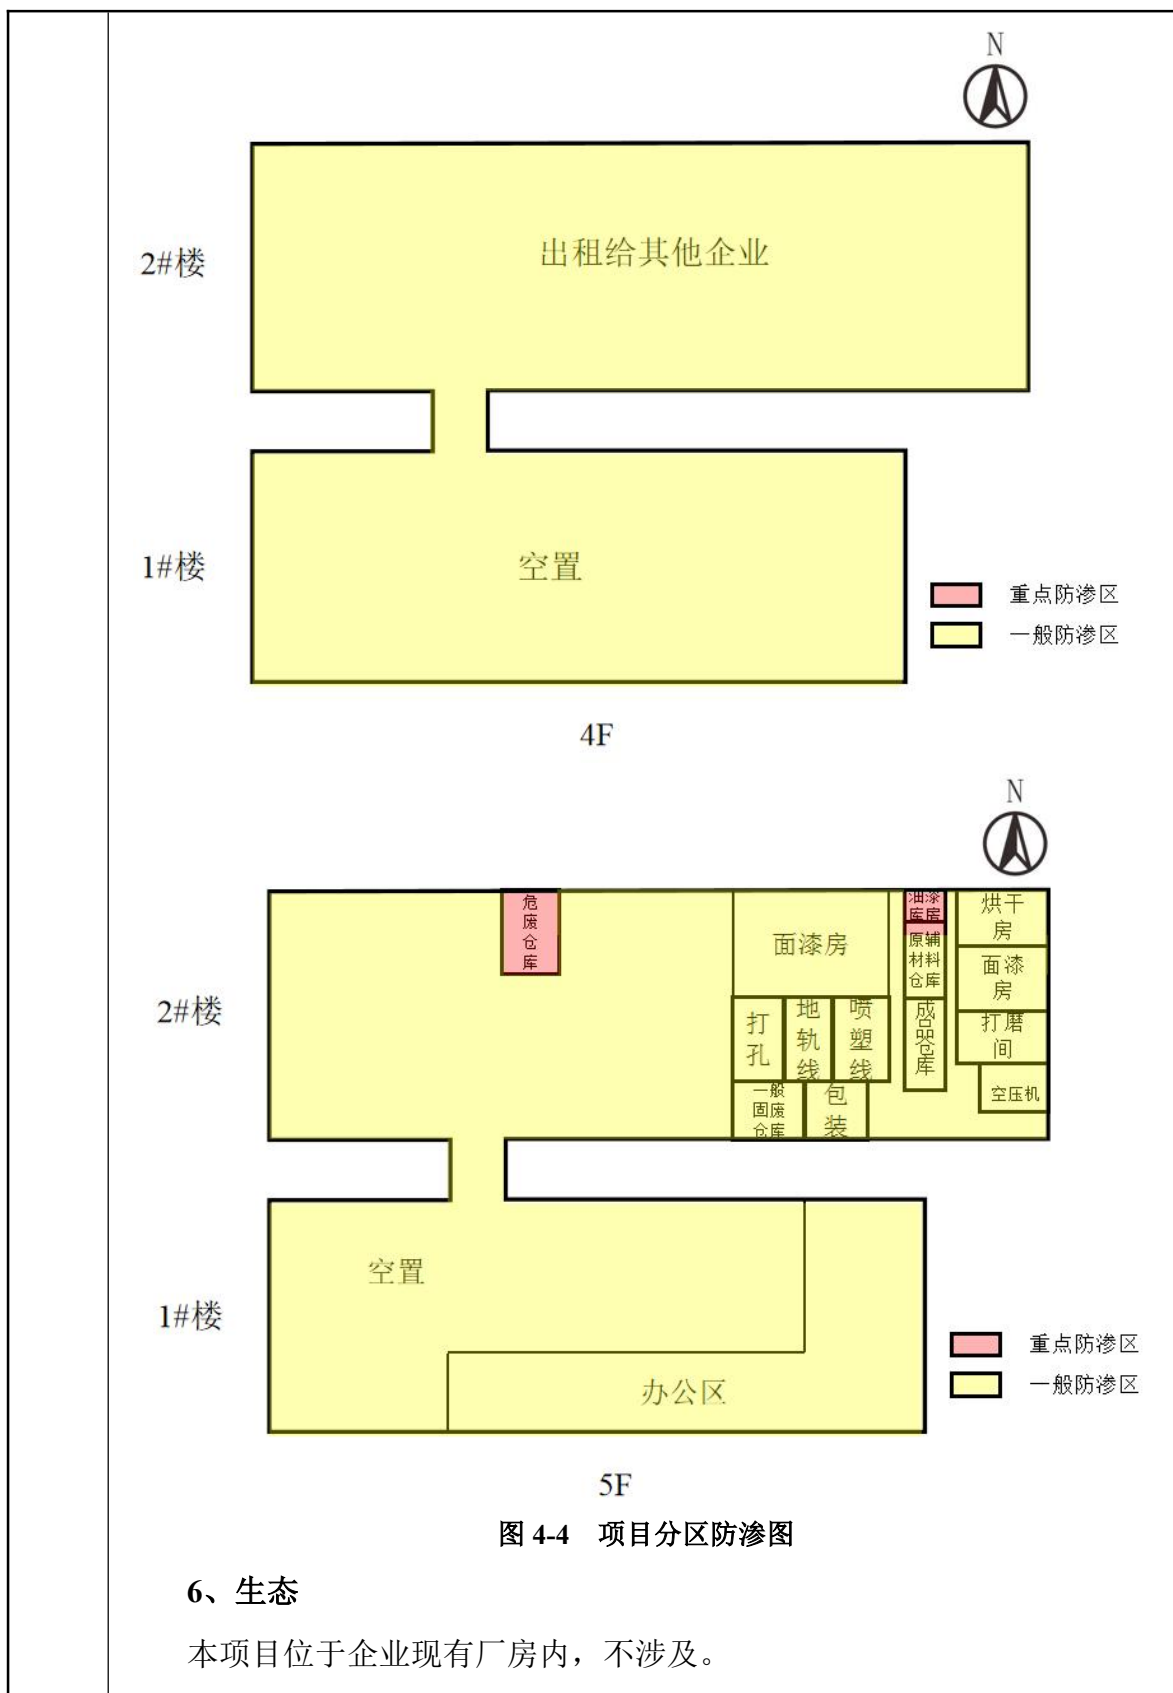 N
2#楼
出租给其他企业
1#楼
空置
重点防渗区
一般防渗区
4F
N
2#楼
危
废
仓
库
面漆房
油漆
库房
原辅
材料
仓库
成
品
仓
库
烘干
房
面漆
房
打磨
间
空压机
打
孔
地
轨
线
喷
塑
线
一般
固废
仓库
包
装
1#楼
空置
办公区
重点防渗区
一般防渗区
5F
图 4-4 项目分区防渗图
6、生态
本项目位于企业现有厂房内，不涉及。